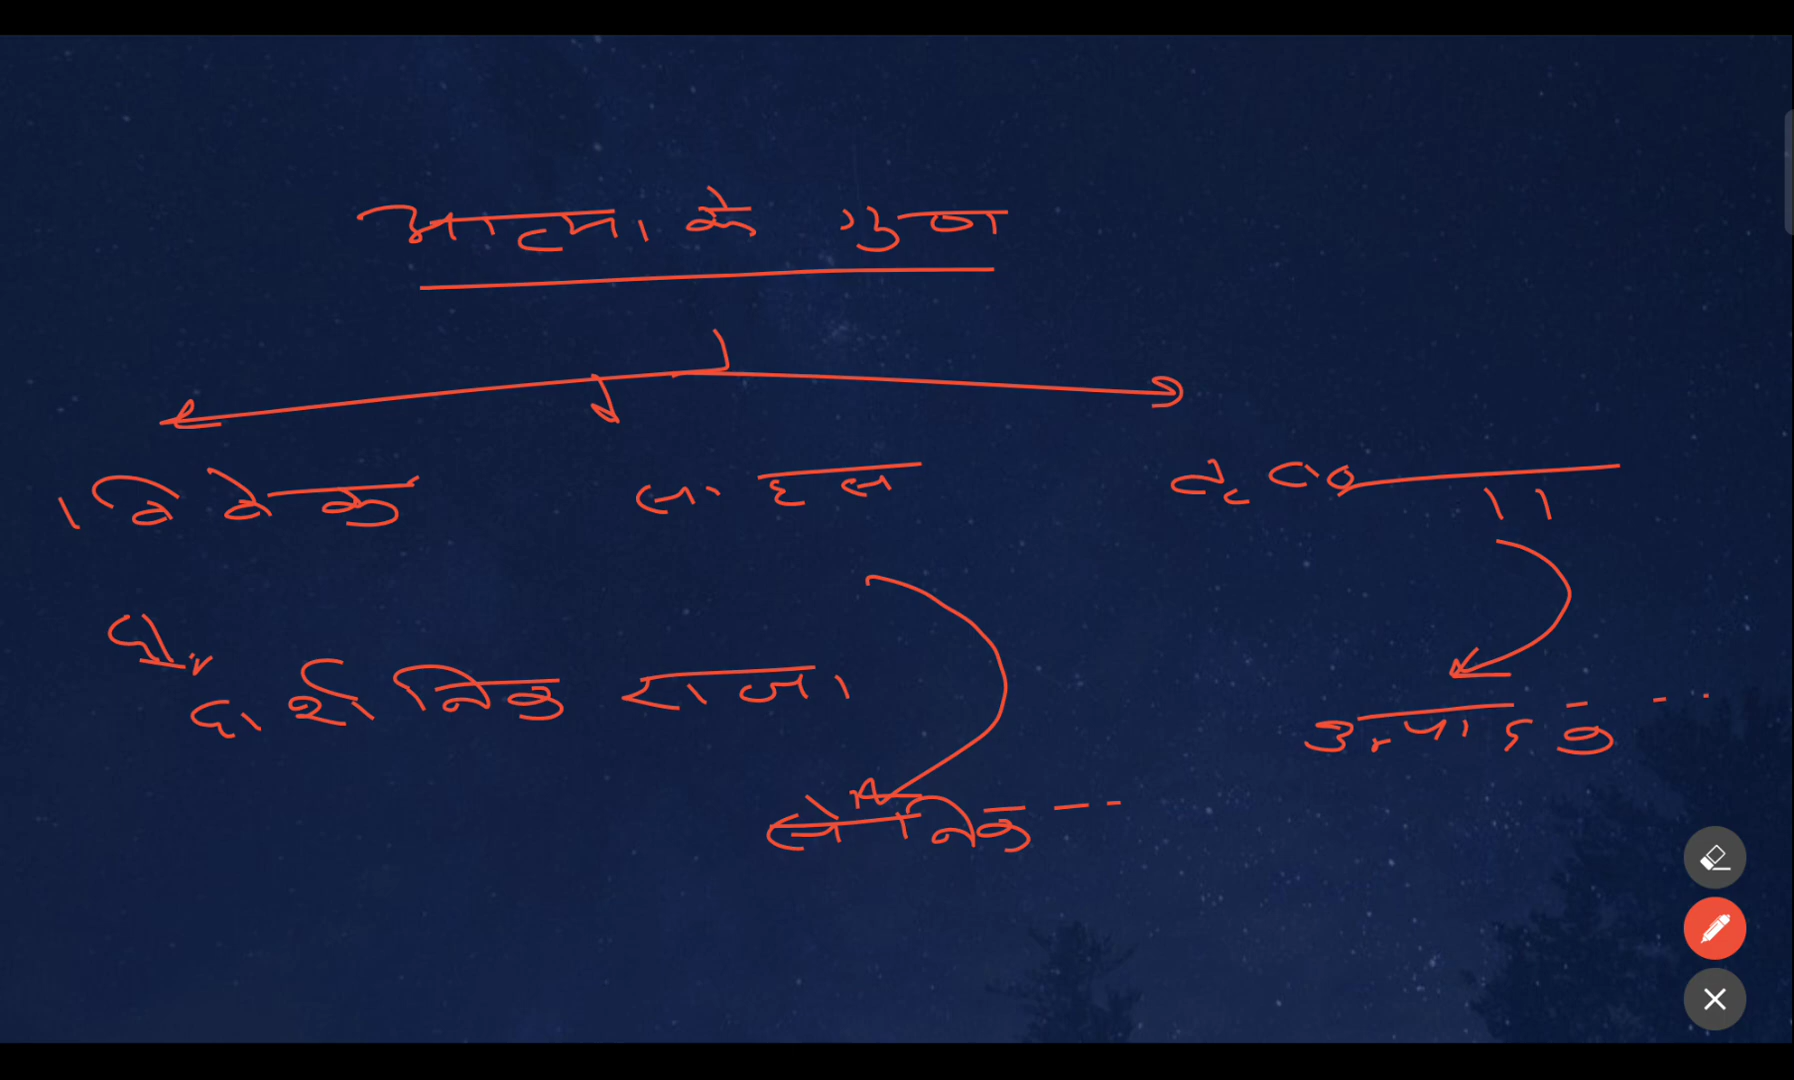 आत्मा के गुण
विवेक साहस तृष्णा
दार्शनिक राजा
सैनिक
उत्पादक